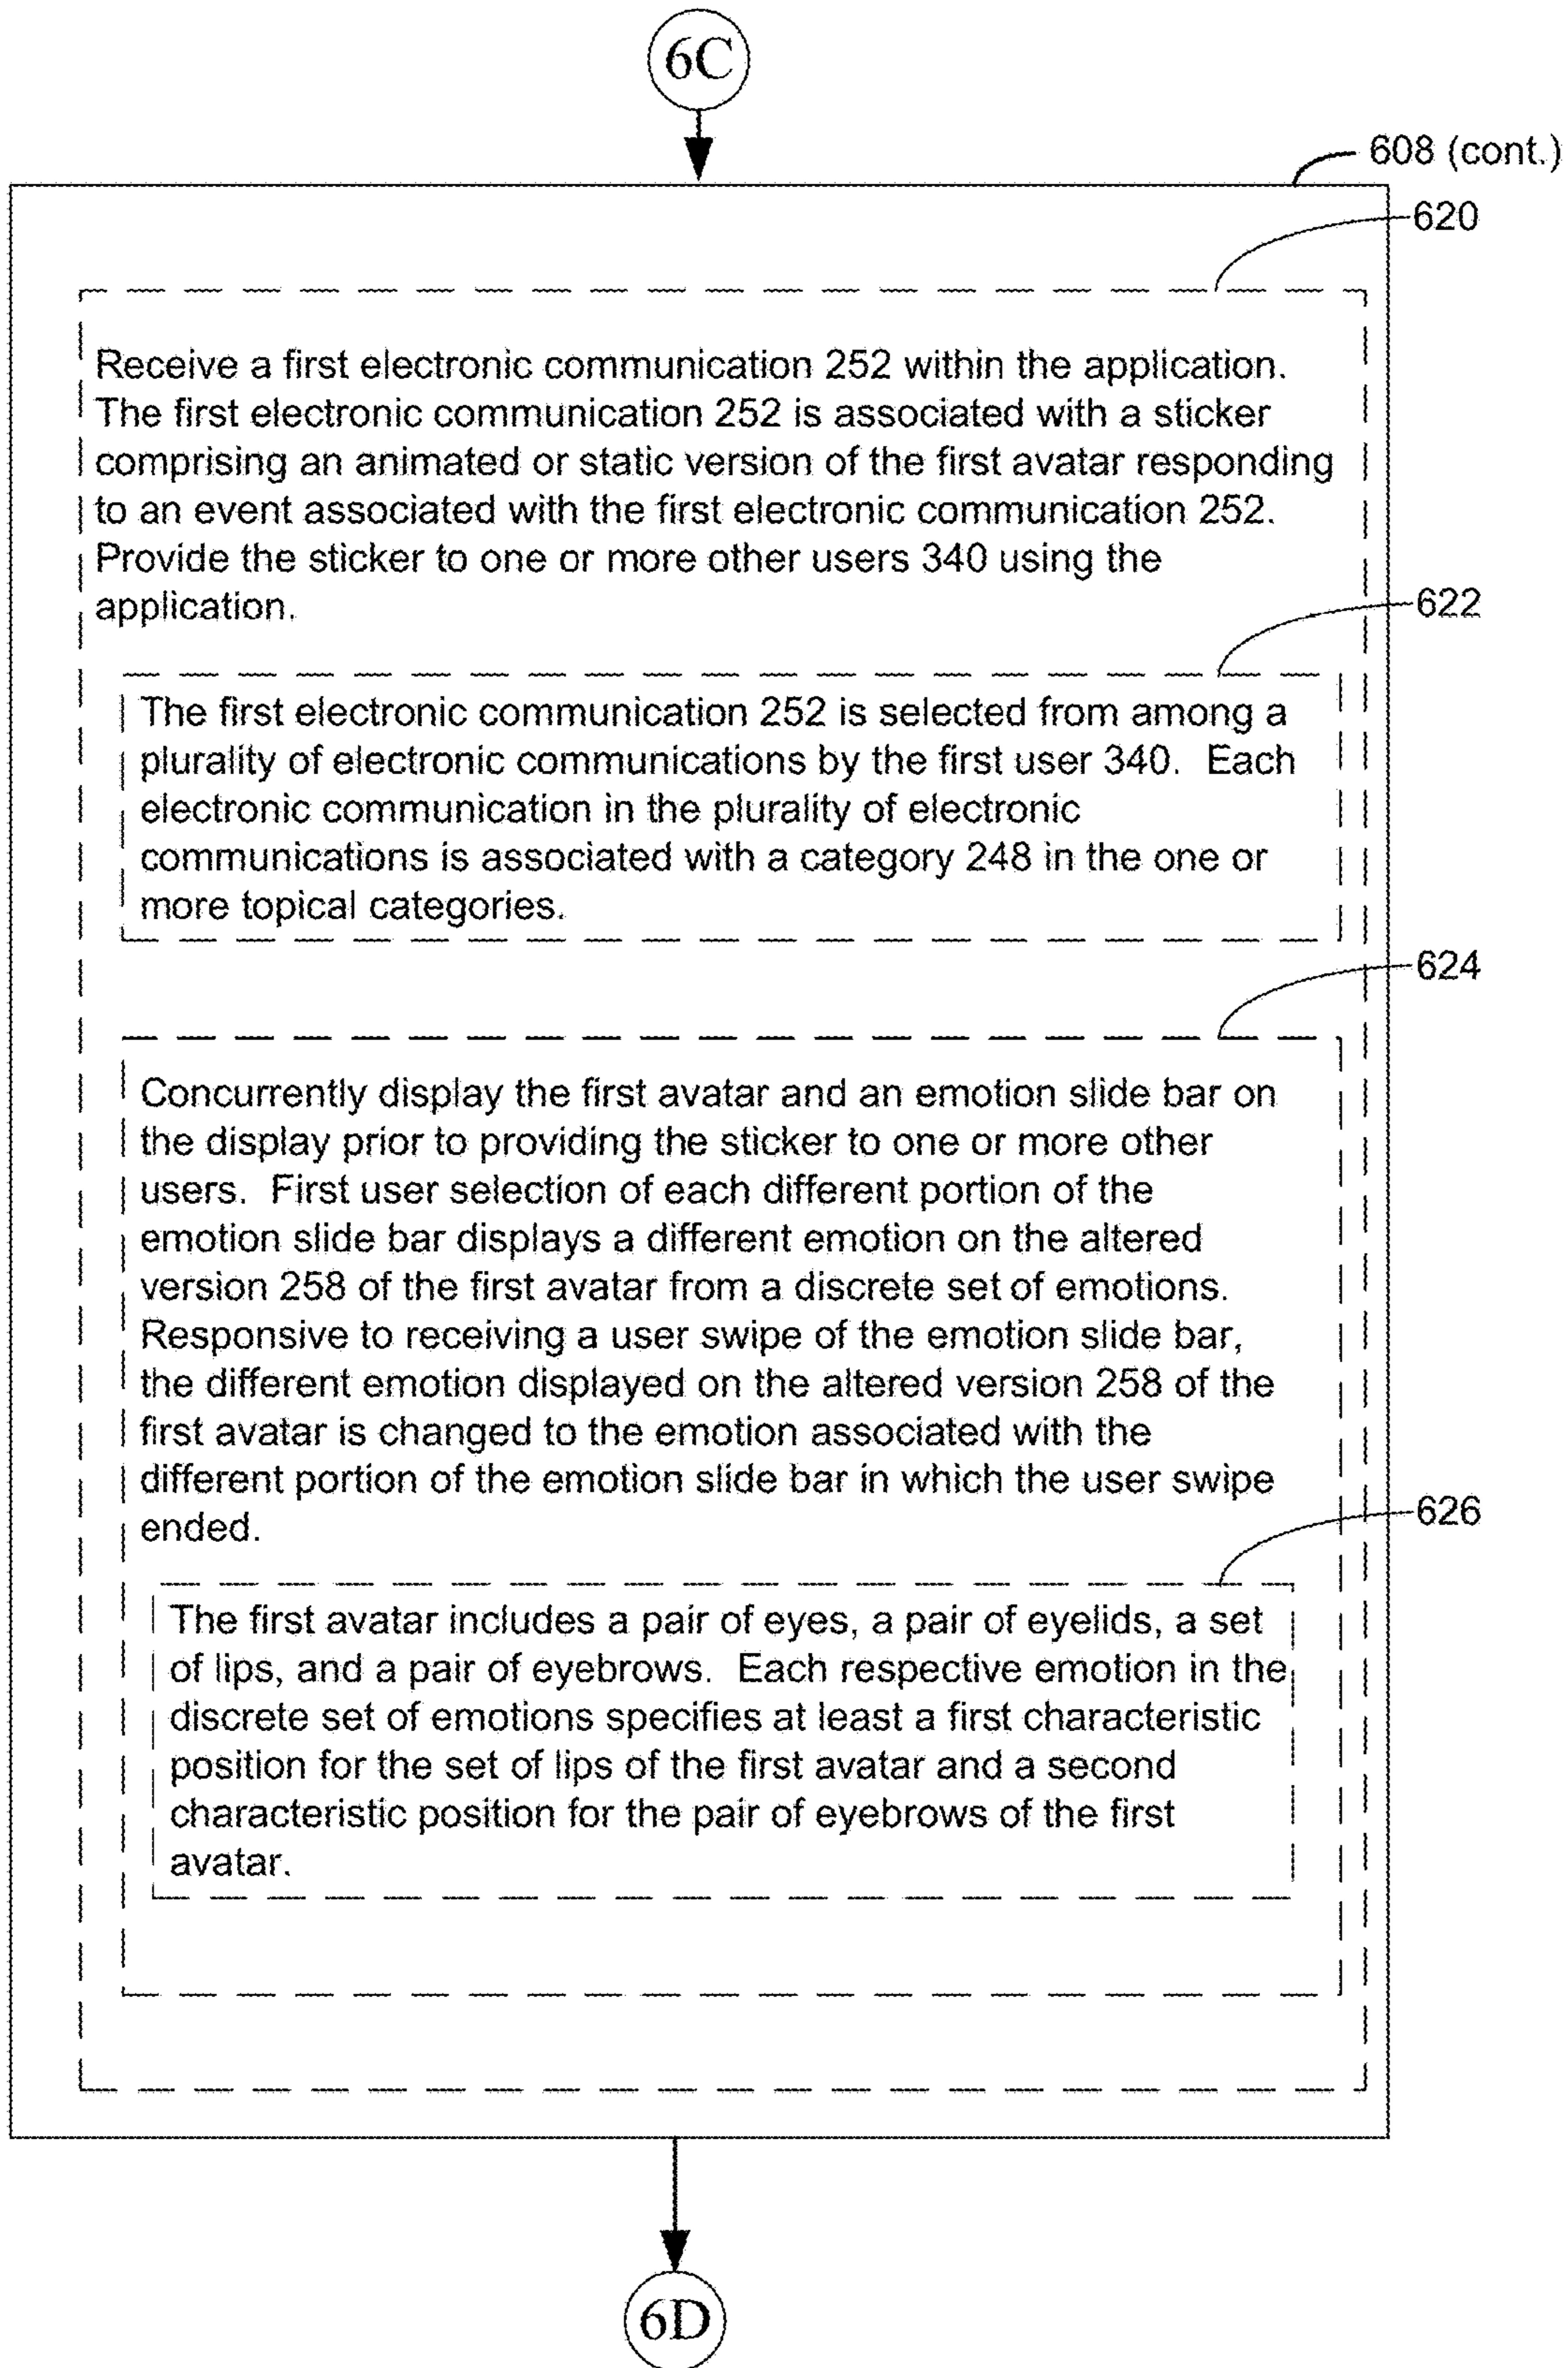 6C
608 (cont.)
620
Receive a first electronic communication 252 within the application.
The first electronic communication 252 is associated with a sticker
comprising an animated or static version of the first avatar responding
to an event associated with the first electronic communication 252.
Provide the sticker to one or more other users 340 using the
application.
622
The first electronic communication 252 is selected from among a
plurality of electronic communications by the first user 340.  Each
electronic communication in the plurality of electronic
communications is associated with a category 248 in the one or
more topical categories.
624
Concurrently display the first avatar and an emotion slide bar on
the display prior to providing the sticker to one or more other
users.  First user selection of each different portion of the
emotion slide bar displays a different emotion on the altered
version 258 of the first avatar from a discrete set of emotions.
Responsive to receiving a user swipe of the emotion slide bar,
the different emotion displayed on the altered version 258 of the
first avatar is changed to the emotion associated with the
different portion of the emotion slide bar in which the user swipe
ended.
626
The first avatar includes a pair of eyes, a pair of eyelids, a set
of lips, and a pair of eyebrows.  Each respective emotion in the
discrete set of emotions specifies at least a first characteristic
position for the set of lips of the first avatar and a second
characteristic position for the pair of eyebrows of the first
avatar.
6D